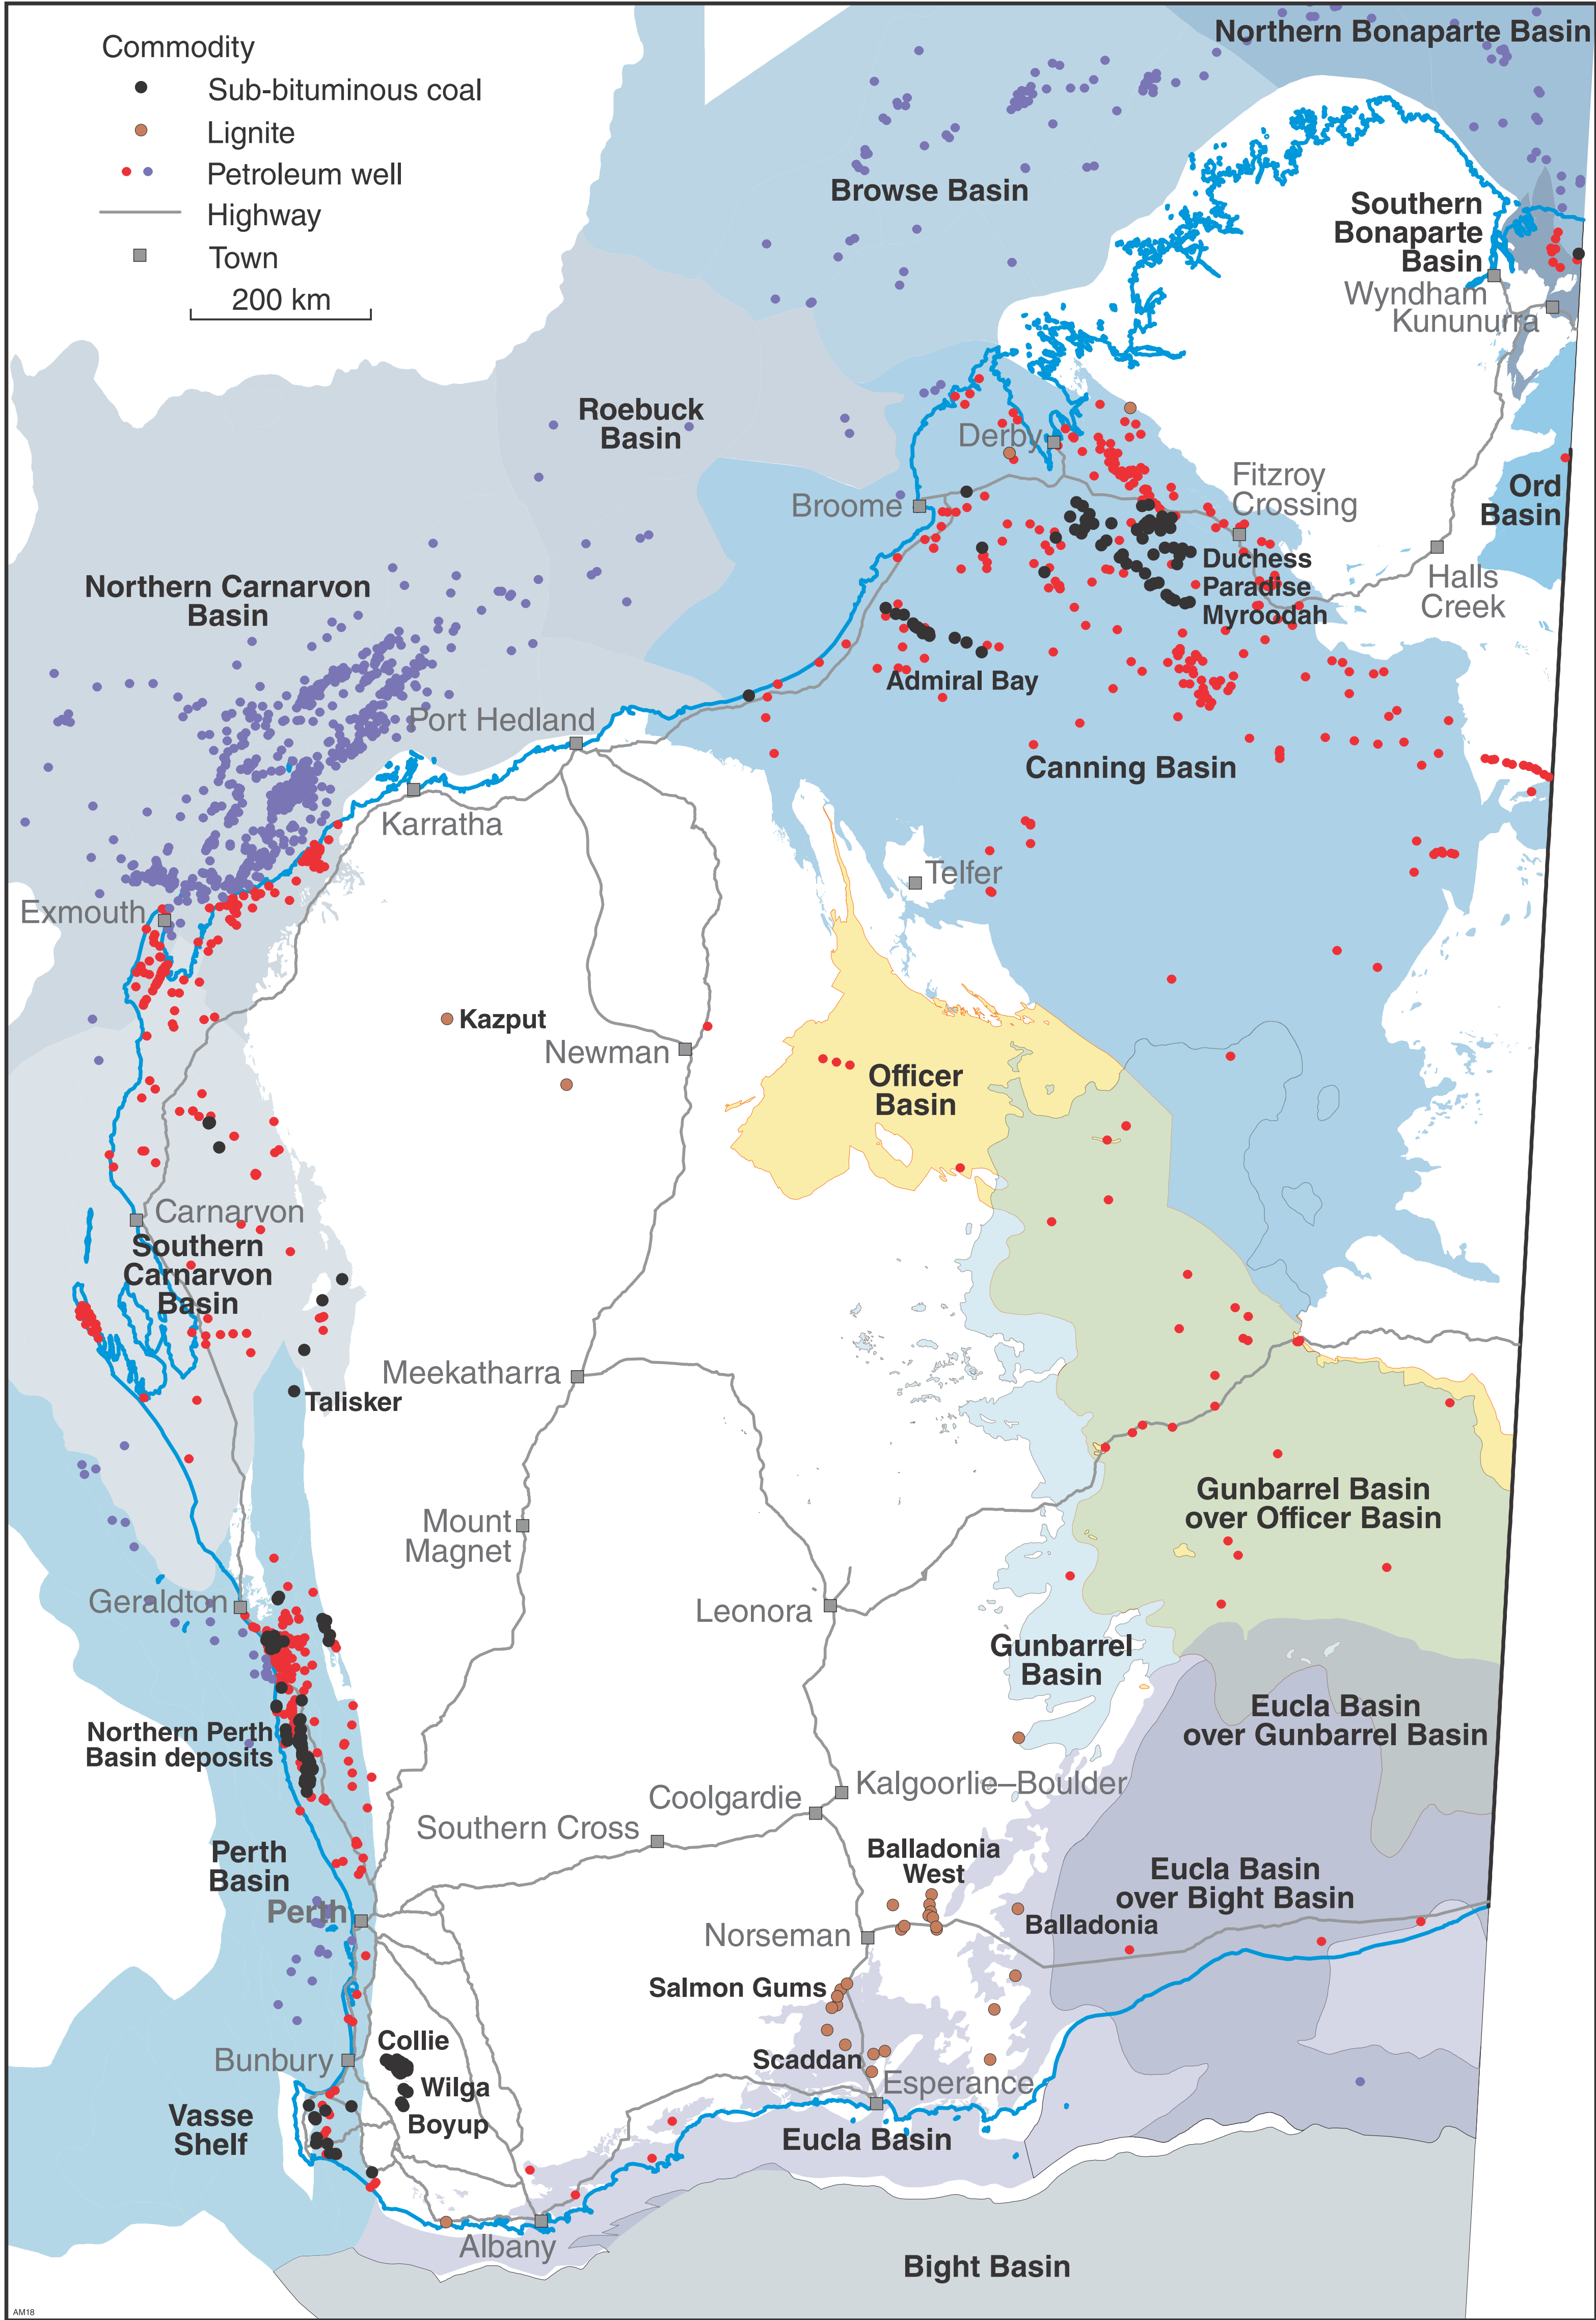 Commodity
Sub-bituminous coal
Lignite
Petroleum well
Highway
Town
200 km
Northern Bonaparte Basin
Browse Basin
Southern
Bonaparte
Basin
Wyndham
Kununurra
Roebuck
Basin
Derby
Fitzroy
Crossing
Ord
Basin
Broome
Duchess
Paradise
Myroodah
Halls
Creek
Northern Carnarvon
Basin
Admiral Bay
Port Hedland
Canning Basin
Karratha
Telfer
Exmouth
Kazput
Newman
Officer
Basin
Carnarvon
Southern
Carnarvon
Basin
Meekatharra
Talisker
Gunbarrel Basin
over Officer Basin
Mount
Magnet
Geraldton
Leonora
Gunbarrel
Basin
Eucla Basin
over Gunbarrel Basin
Northern Perth
Basin deposits
Kalgoorlie–Boulder
Coolgardie
Southern Cross
Perth
Basin
Balladonia
West
Eucla Basin
over Bight Basin
Perth
Balladonia
Norseman
Salmon Gums
Collie
Bunbury
Scaddan
Wilga
Esperance
Boyup
Vasse
Shelf
Eucla Basin
Albany
Bight Basin
AM18